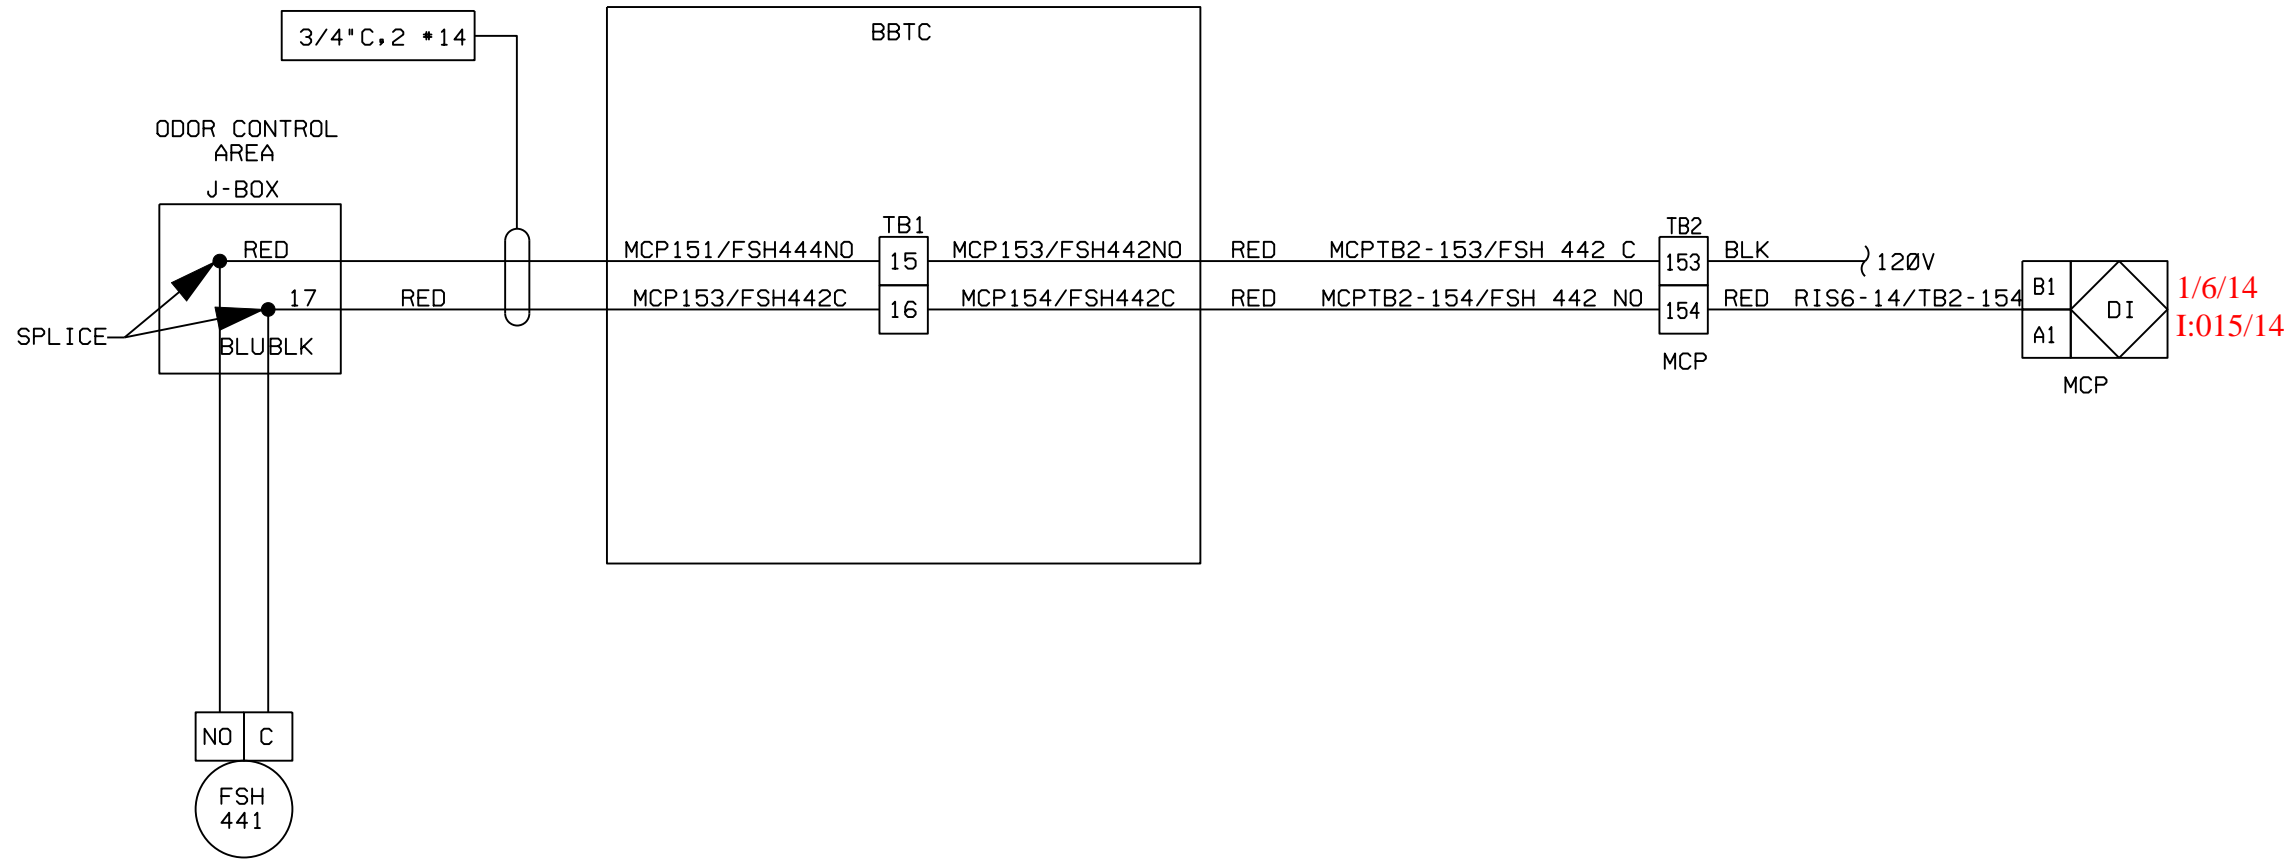 3/4"C,2 #14
BBTC
ODOR CONTROL
AREA
J-BOX
RED
17
RED
SPLICE
BLU
BLK
NO
C
FSH
441
TB1
MCP151/FSH444NO
15
MCP153/FSH442NO
MCP153/FSH442C
16
MCP154/FSH442C
RED
MCPTB2-153/FSH 442 C
RED
MCPTB2-154/FSH 442 NO
TB2
153
BLK
120V
154
RED
RIS6-14/TB2-154
MCP
B1
A1
DI
1/6/14
I:015/14
MCP